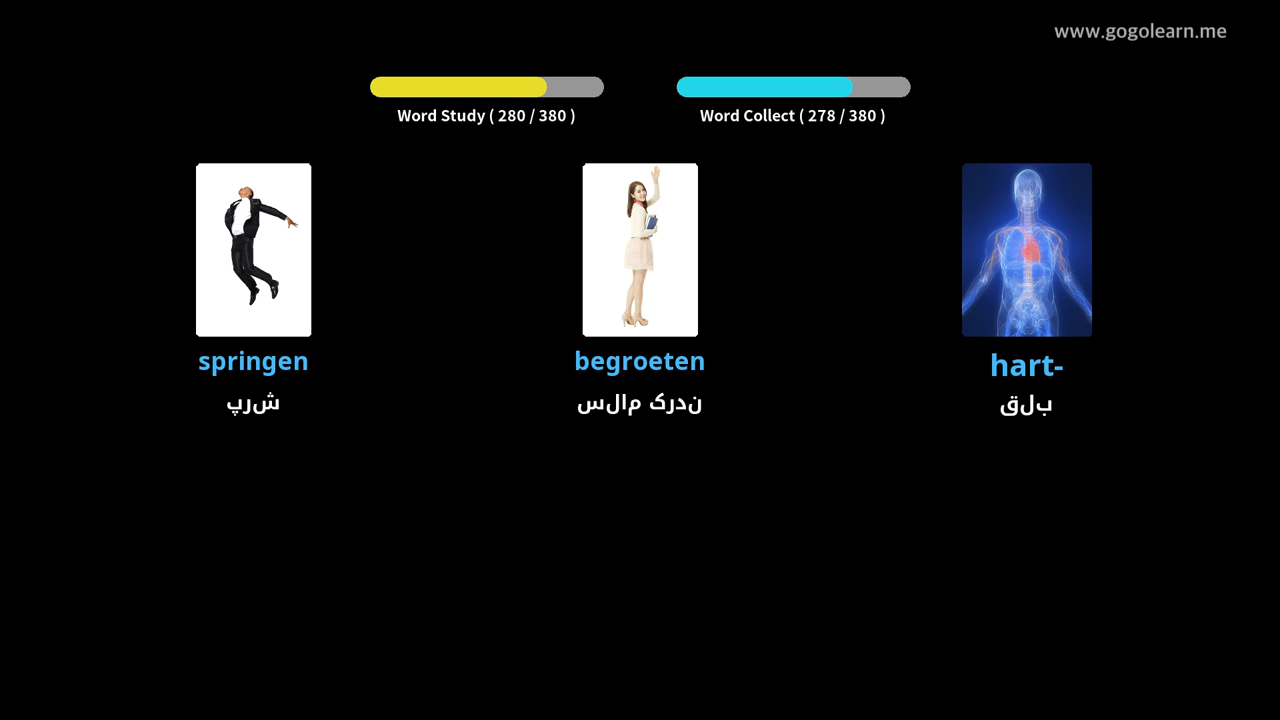 www.gogolearn.me
Word Study ( 280 / 380 )
Word Collect ( 278 / 380 )
springen
شرپ
begroeten
ندرک مالس
hart-
بلق